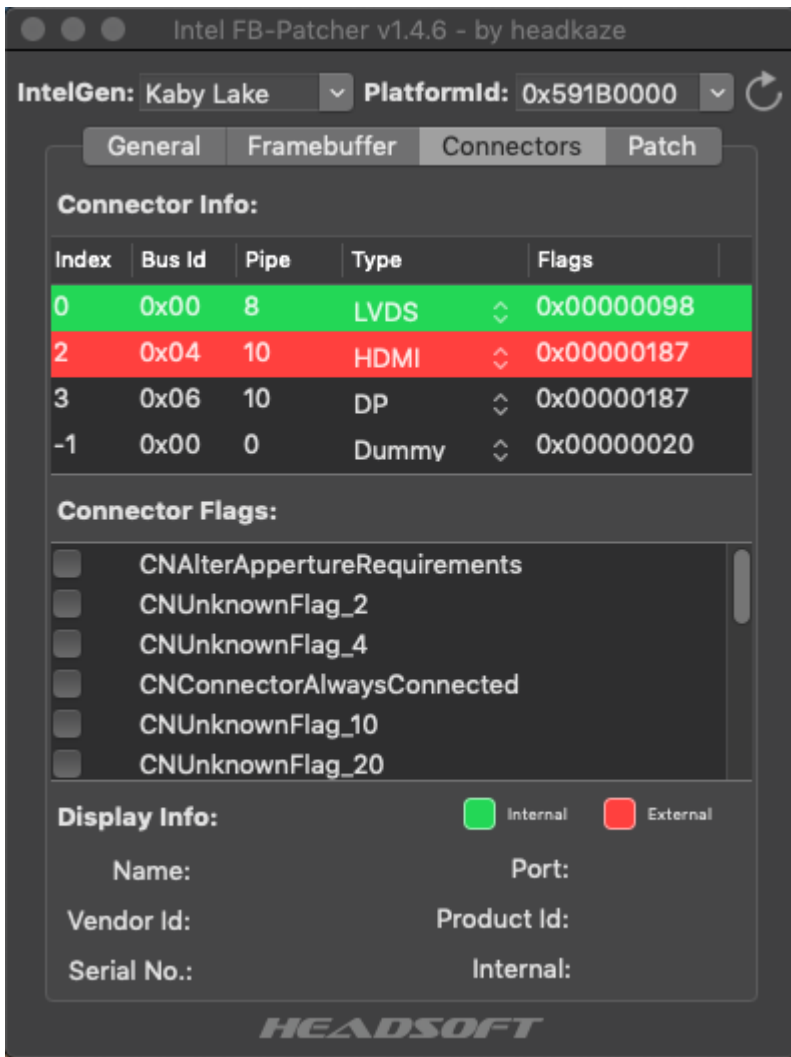 Intel FB-Patcher v1.4.6 - by headkaze
IntelGen: Kaby Lake PlatformId: 0x591B0000
General Framebuffer Connectors Patch
Connector Info:
Index Bus Id Pipe Type Flags
0 0x00 8 LVDS 0x00000098
2 0x04 10 HDMI 0x00000187
3 0x06 10 DP 0x00000187
-1 0x00 0 Dummy 0x00000020
Connector Flags:
CNAlterAppertureRequirements
CNUnknownFlag_2
CNUnknownFlag_4
CNConnectorAlwaysConnected
CNUnknownFlag_10
CNUnknownFlag_20
Display Info: Internal External
Name: Port:
Vendor Id: Product Id:
Serial No.: Internal:
HEADSOFT